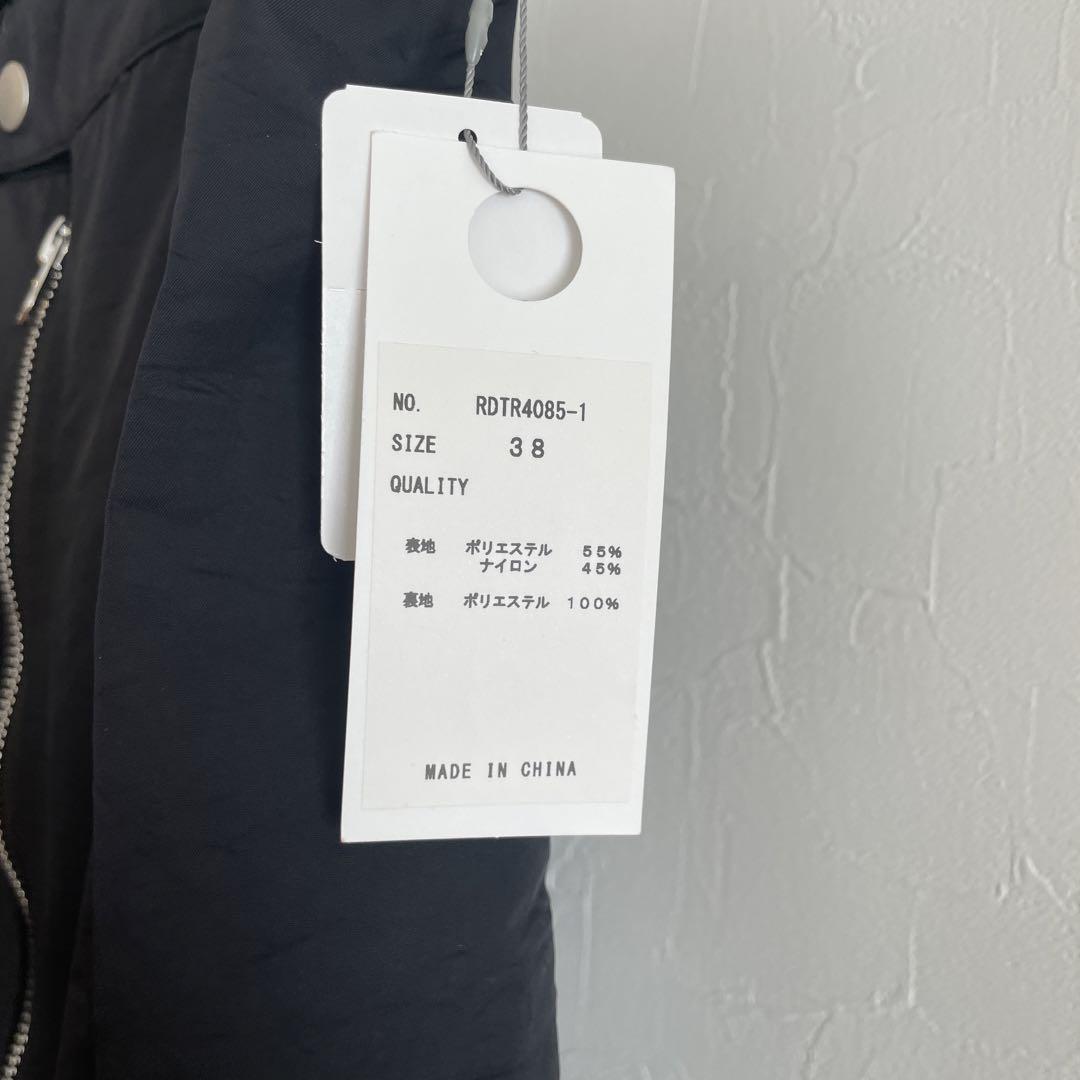 NO. RDTR4085-1
SIZE 38
QUALITY
表地 ポリエステル 55%
ナイロン 45%
裏地 ポリエステル 100%
MADE IN CHINA